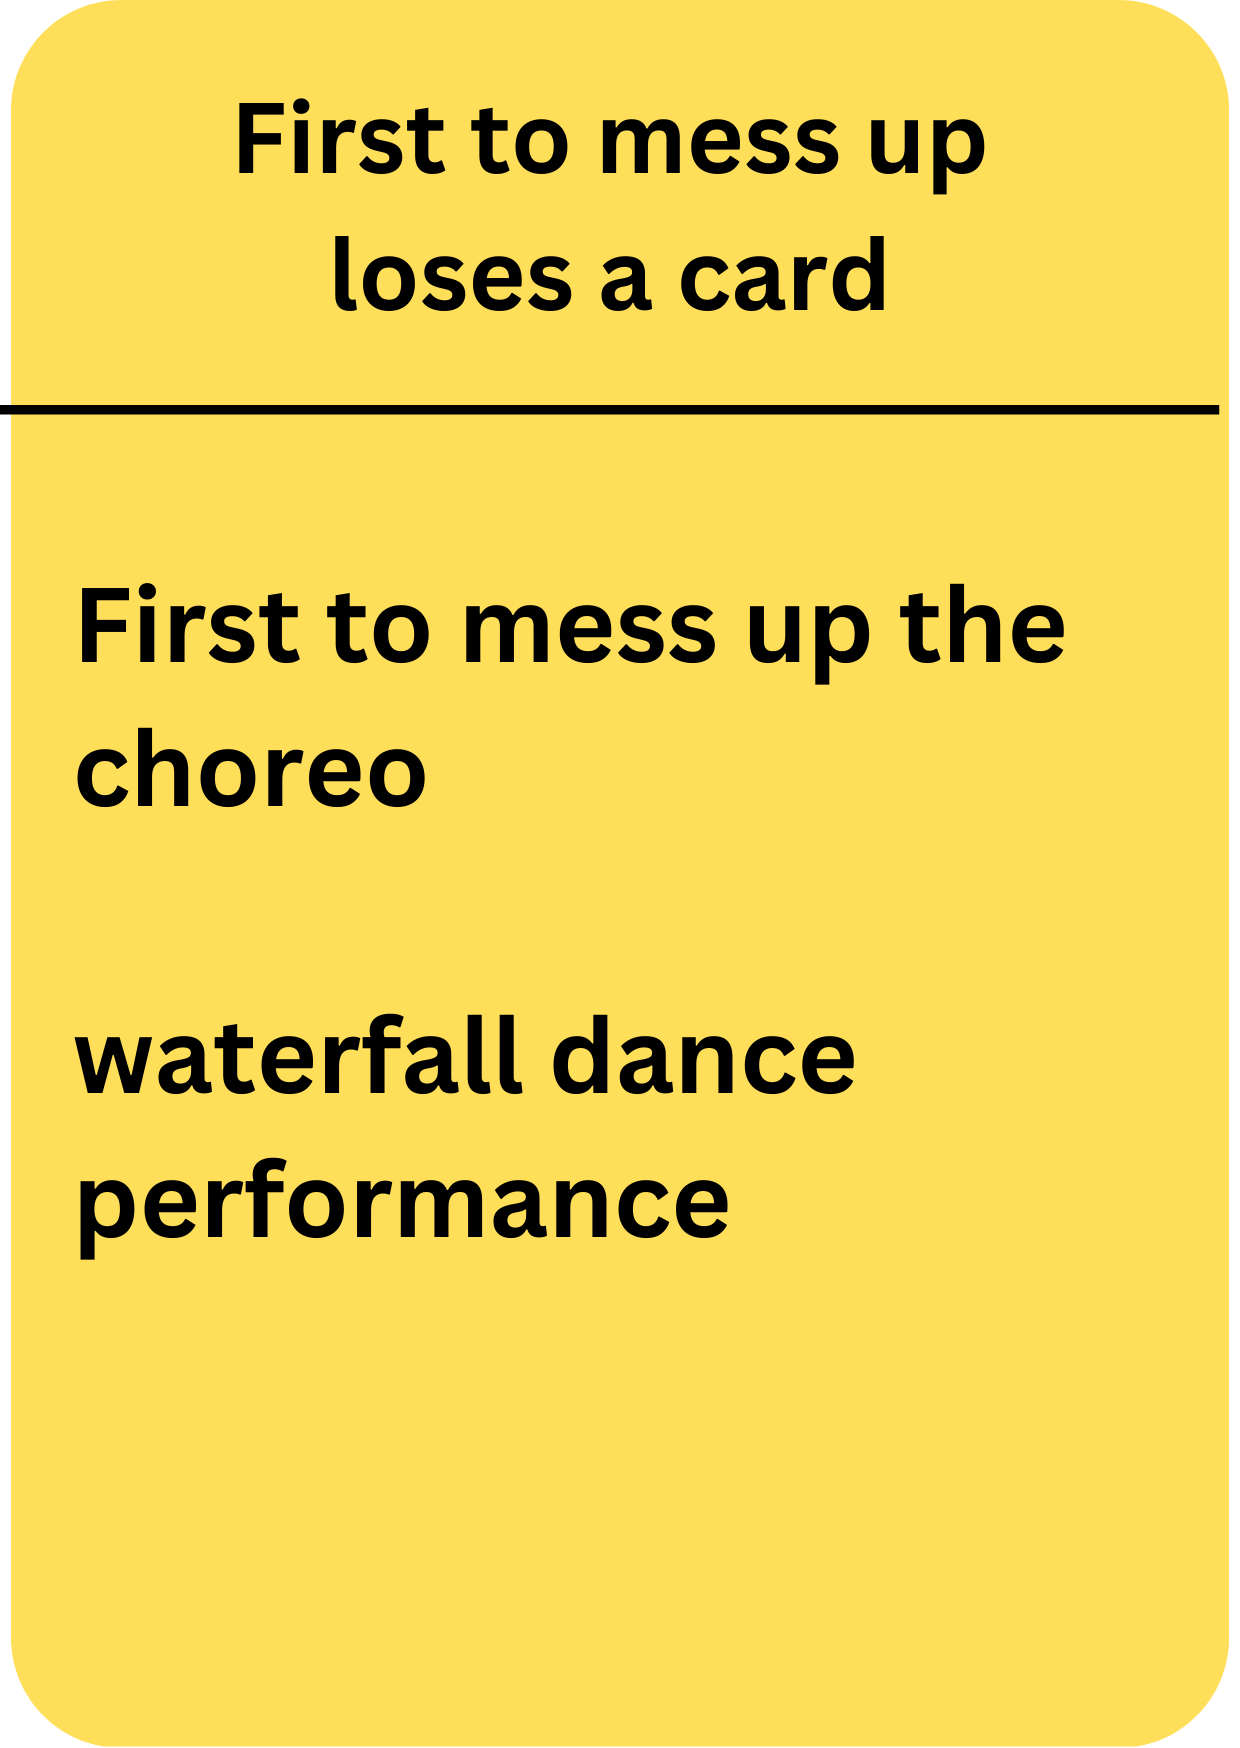 First to mess up
loses a card
First to mess up the
choreo
waterfall dance
performance